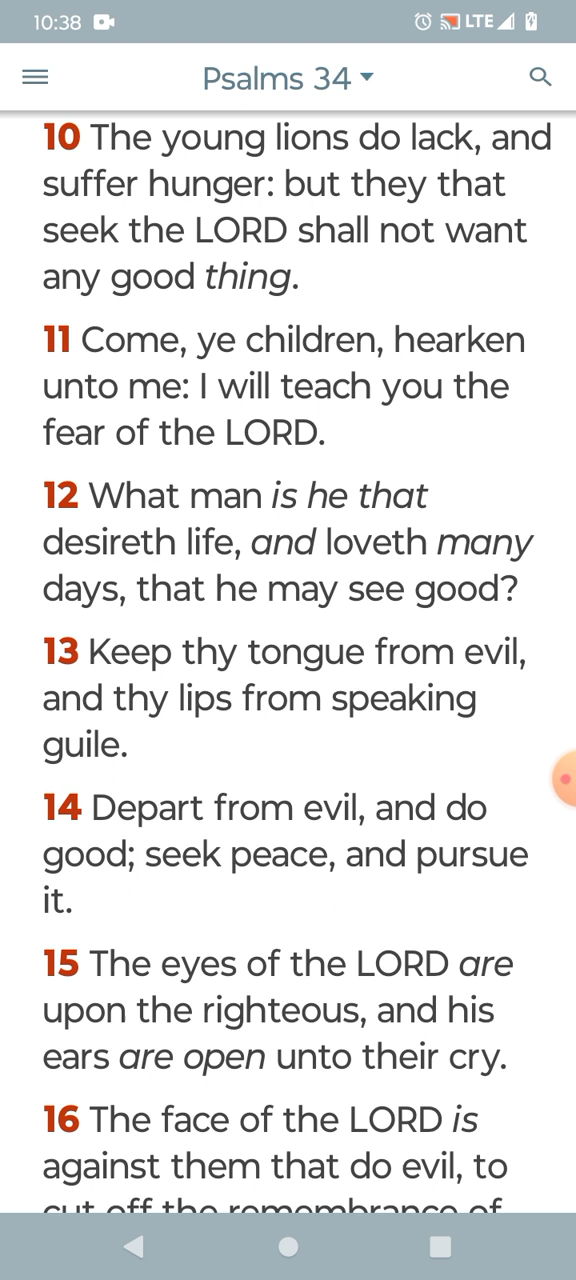 10:38
LTE
Psalms 34
10 The young lions do lack, and
suffer hunger: but they that
seek the LORD shall not want
any good thing.
11 Come, ye children, hearken
unto me: I will teach you the
fear of the LORD.
12 What man is he that
desireth life, and loveth many
days, that he may see good?
13 Keep thy tongue from evil,
and thy lips from speaking
guile.
14 Depart from evil, and do
good; seek peace, and pursue
it.
15 The eyes of the LORD are
upon the righteous, and his
ears are open unto their cry.
16 The face of the LORD is
against them that do evil, to
cut off the remembrance of